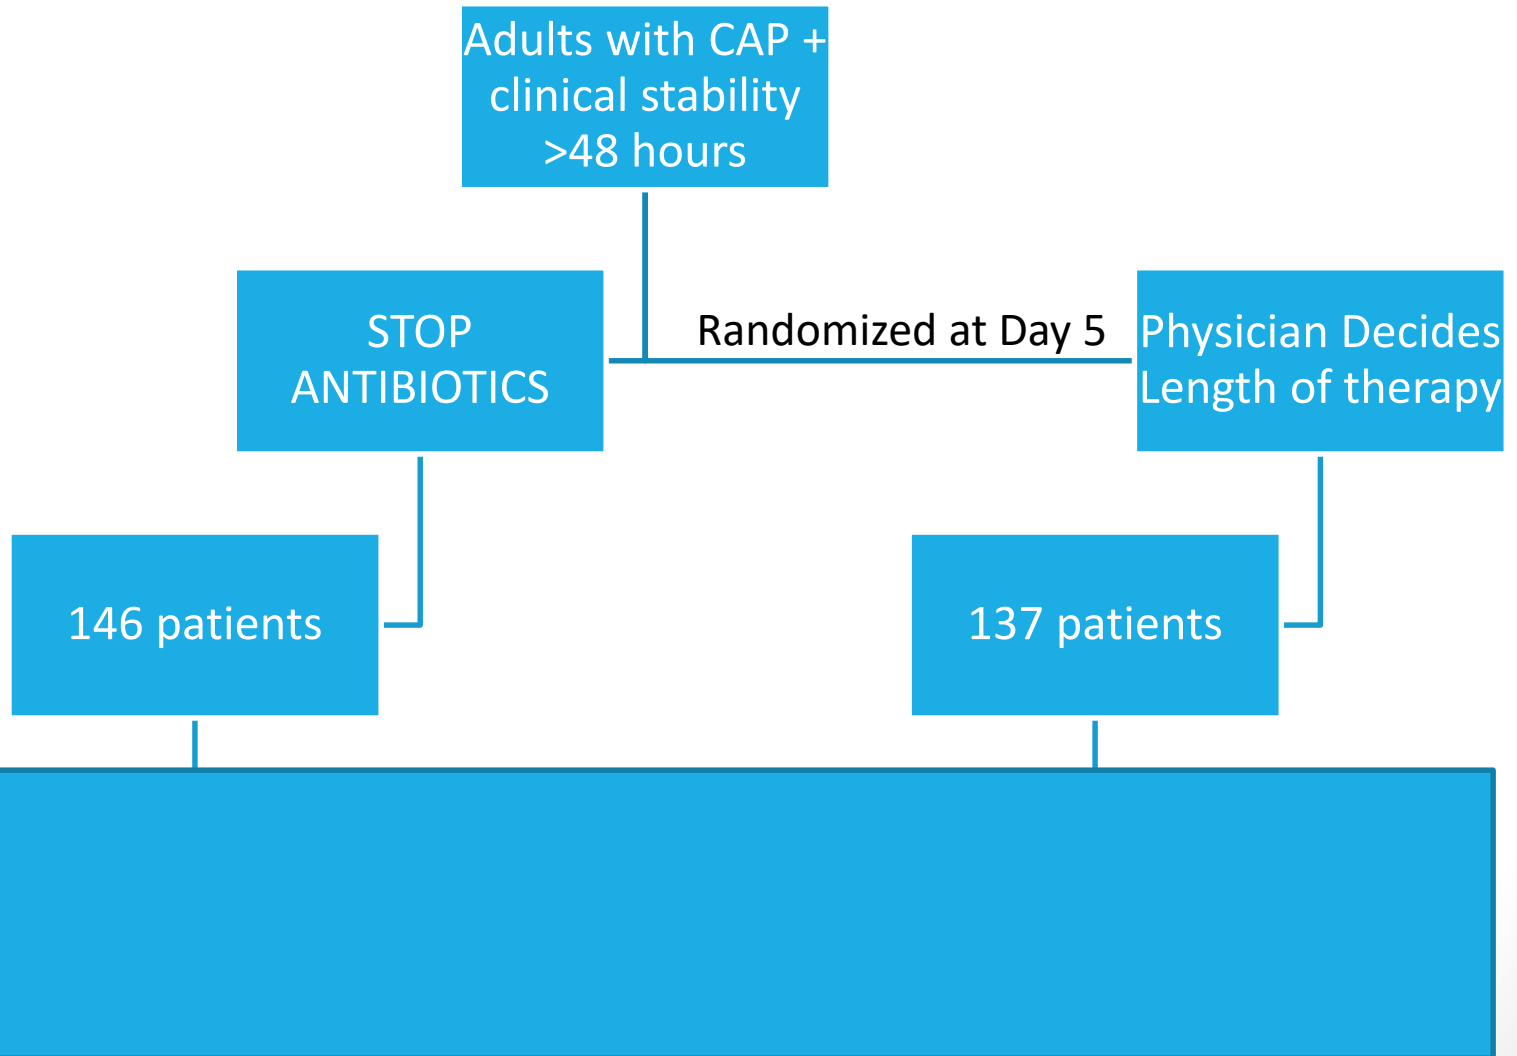 Adults with CAP +
clinical stability
>48 hours
STOP
ANTIBIOTICS
Randomized at Day 5
Physician Decides
Length of therapy
146 patients
137 patients